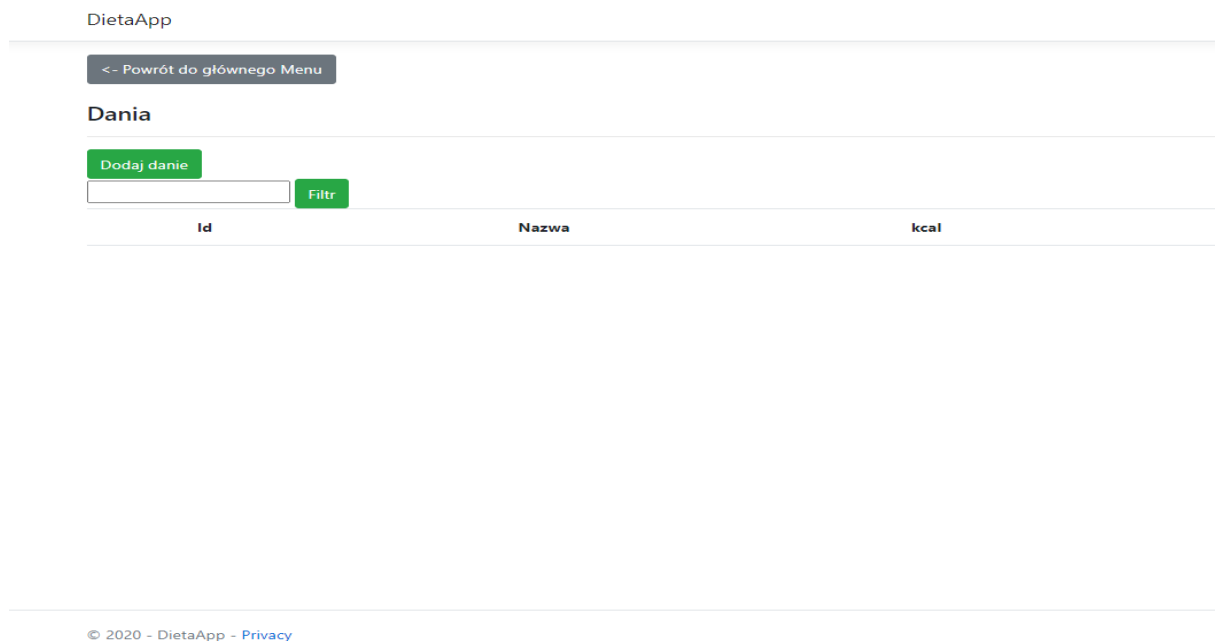 DietaApp
<- Powrót do głównego Menu
Dania
Dodaj danie
Filtr
Id Nazwa kcal
© 2020 - DietaApp - Privacy